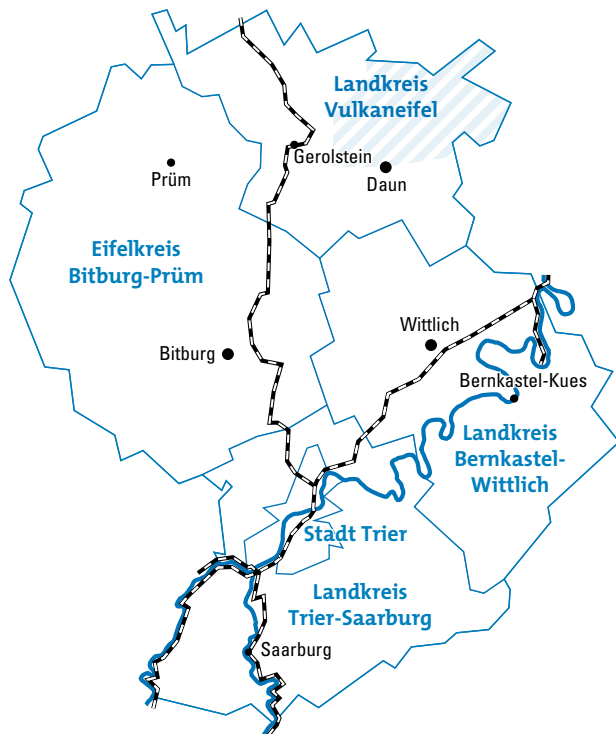 Landkreis
Vulkaneifel
Gerolstein
Prüm
Daun
Eifelkreis
Bitburg-Prüm
Wittlich
Bitburg
Bernkastel-Kues
Landkreis
Bernkastel-
Wittlich
Stadt Trier
Landkreis
Trier-Saarburg
Saarburg